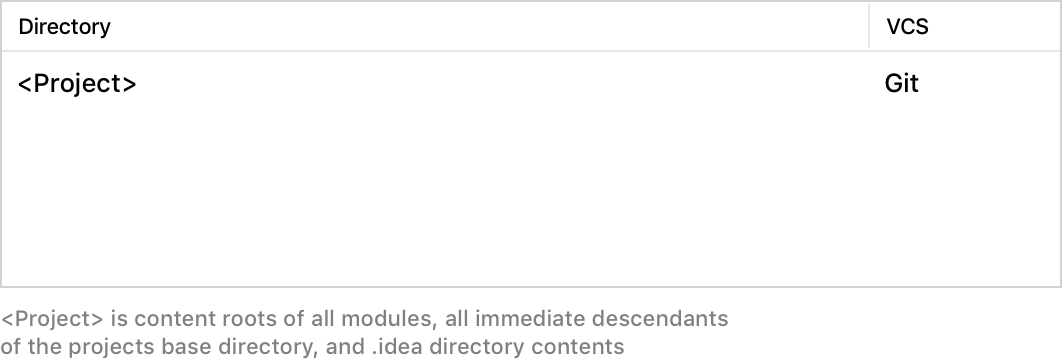 Directory VCS
<Project> Git
<Project> is content roots of all modules, all immediate descendants
of the projects base directory, and .idea directory contents